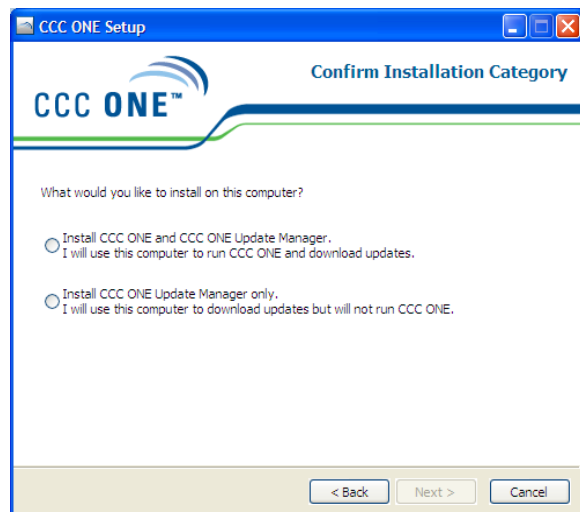 CCC ONE Setup
Confirm Installation Category
CCC ONE™
What would you like to install on this computer?
Install CCC ONE and CCC ONE Update Manager.
I will use this computer to run CCC ONE and download updates.
Install CCC ONE Update Manager only.
I will use this computer to download updates but will not run CCC ONE.
< Back
Next >
Cancel